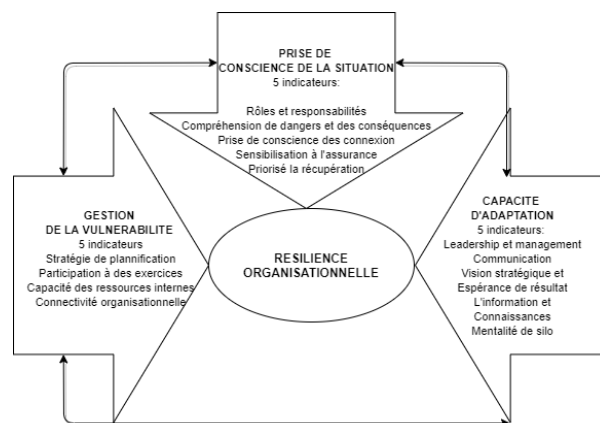 PRISE DE
CONSCIENCE DE LA SITUATION
5 indicateurs:
Rôles et responsabilités
Compréhension de dangers et des conséquences
Prise de conscience des connexion
Sensibilisation à l'assurance
Priorisé la récupération
GESTION
DE LA VULNERABILITE
5 indicateurs
Stratégie de plannification
Participation à des exercices
Capacité des ressources internes
Connectivité organisationnelle
RESILIENCE
ORGANISATIONNELLE
CAPACITE
D'ADAPTATION
5 indicateurs:
Leadership et management
Communication
Vision stratégique et
Espérance de résultat
L'information et
Connaissances
Mentalité de silo